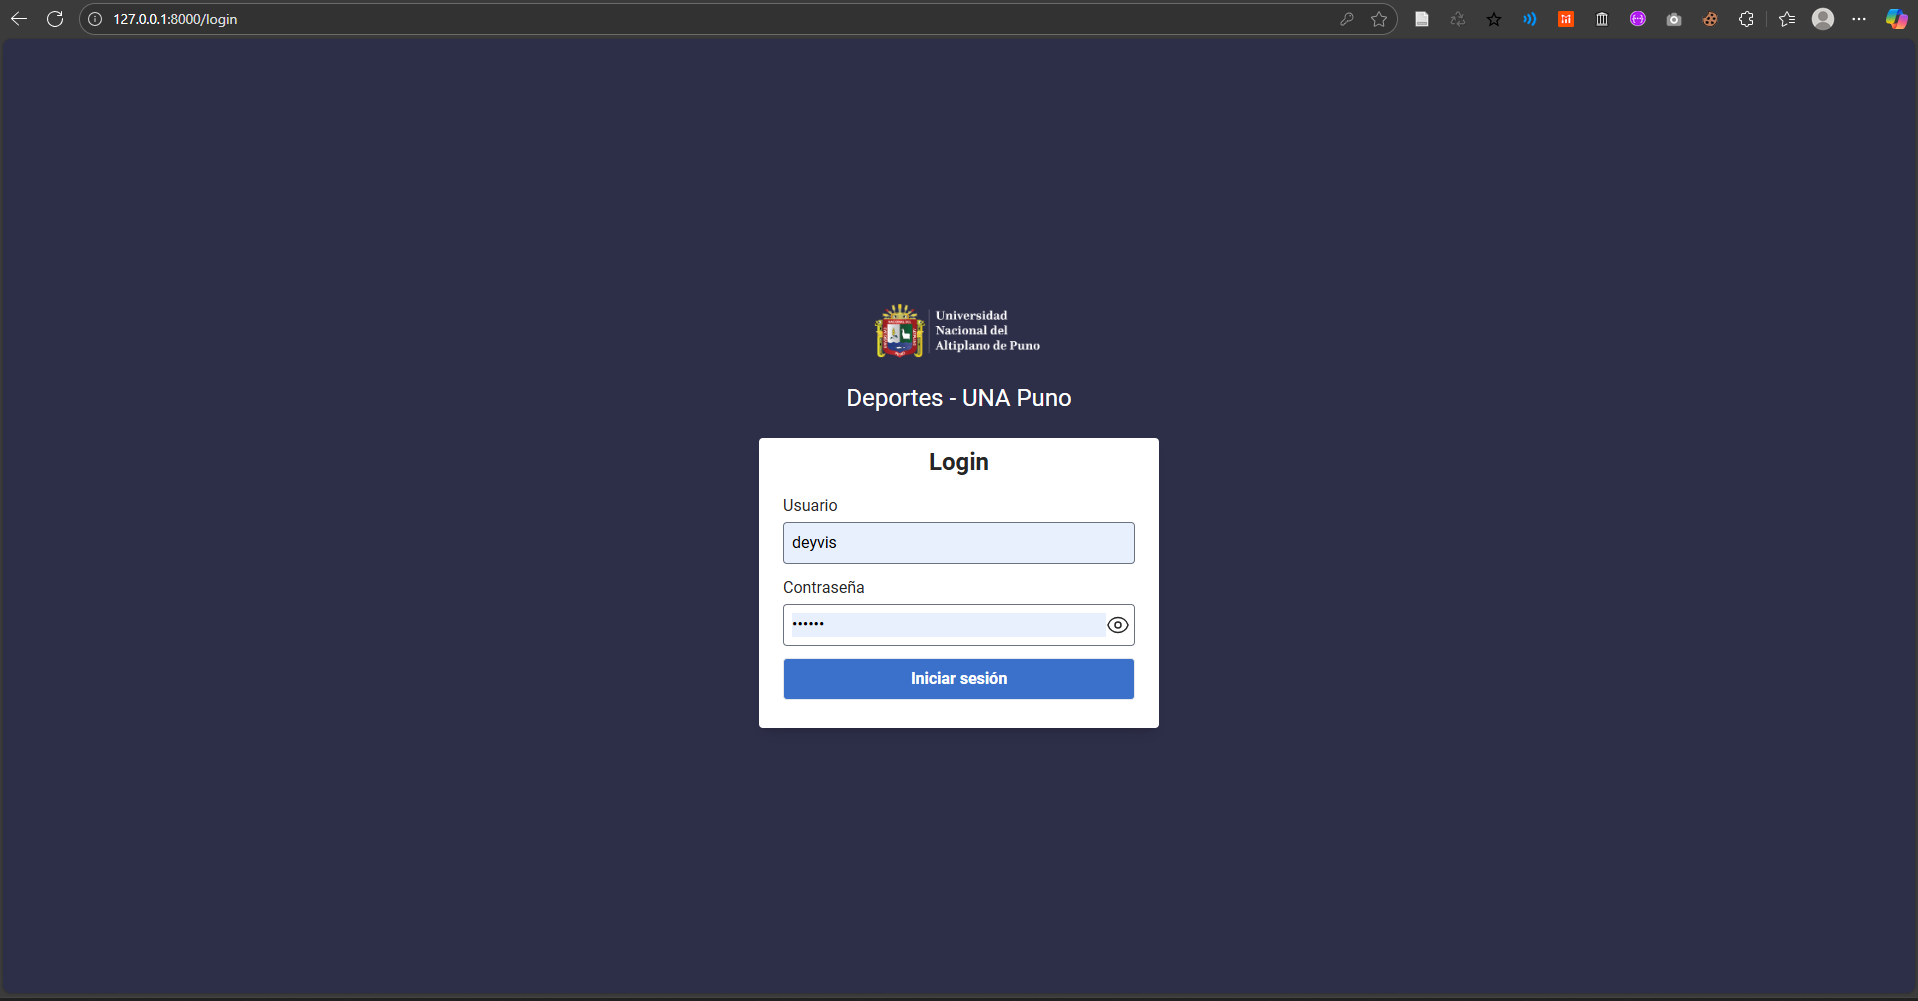 127.0.0.1:8000/login
Universidad
Nacional del
Altiplano de Puno
Deportes - UNA Puno
Login
Usuario
deyvis
Contraseña
••••••
Iniciar sesión